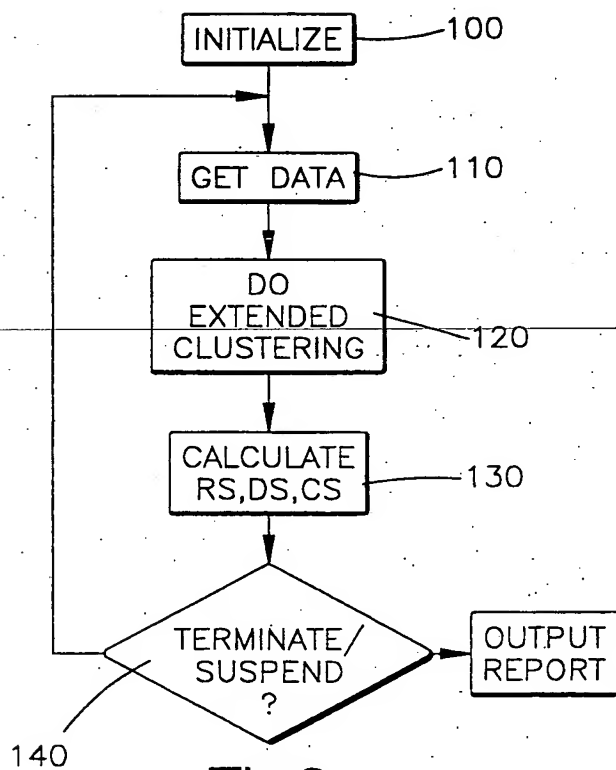 INITIALIZE
100
GET DATA
110
DO
EXTENDED
CLUSTERING
120
CALCULATE
RS,DS,CS
130
TERMINATE/
SUSPEND
?
140
OUTPUT
REPORT